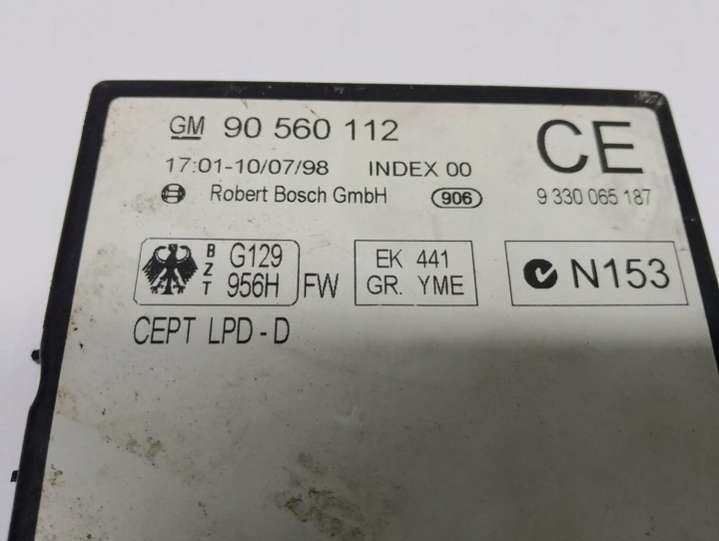 GM 90 560 112
CE
17:01-10/07/98 INDEX 00
Robert Bosch GmbH 906
9 330 065 187
BZT G129 956H FW
EK 441
GR. YME
N153
CEPT LPD - D